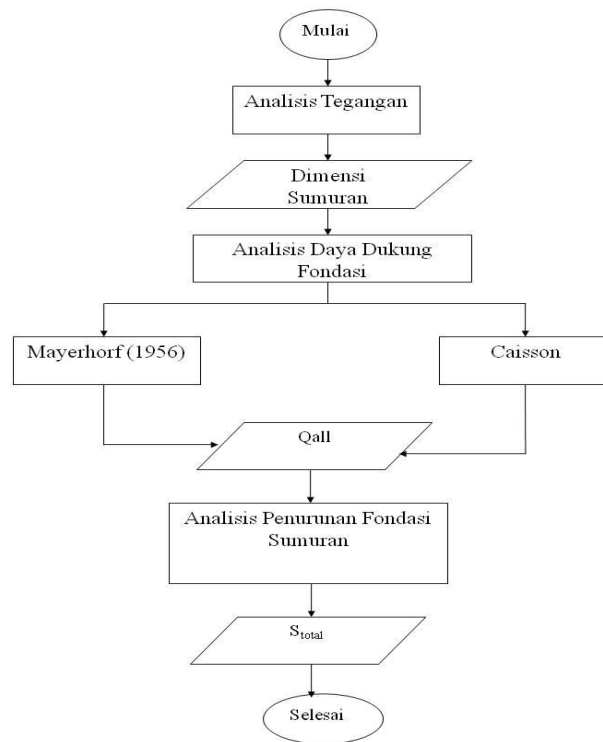 Mulai
Analisis Tegangan
Dimensi
Sumuran
Analisis Daya Dukung
Fondasi
Mayerhorf (1956)
Caisson
Qall
Analisis Penurunan Fondasi
Sumuran
Stotal
Selesai